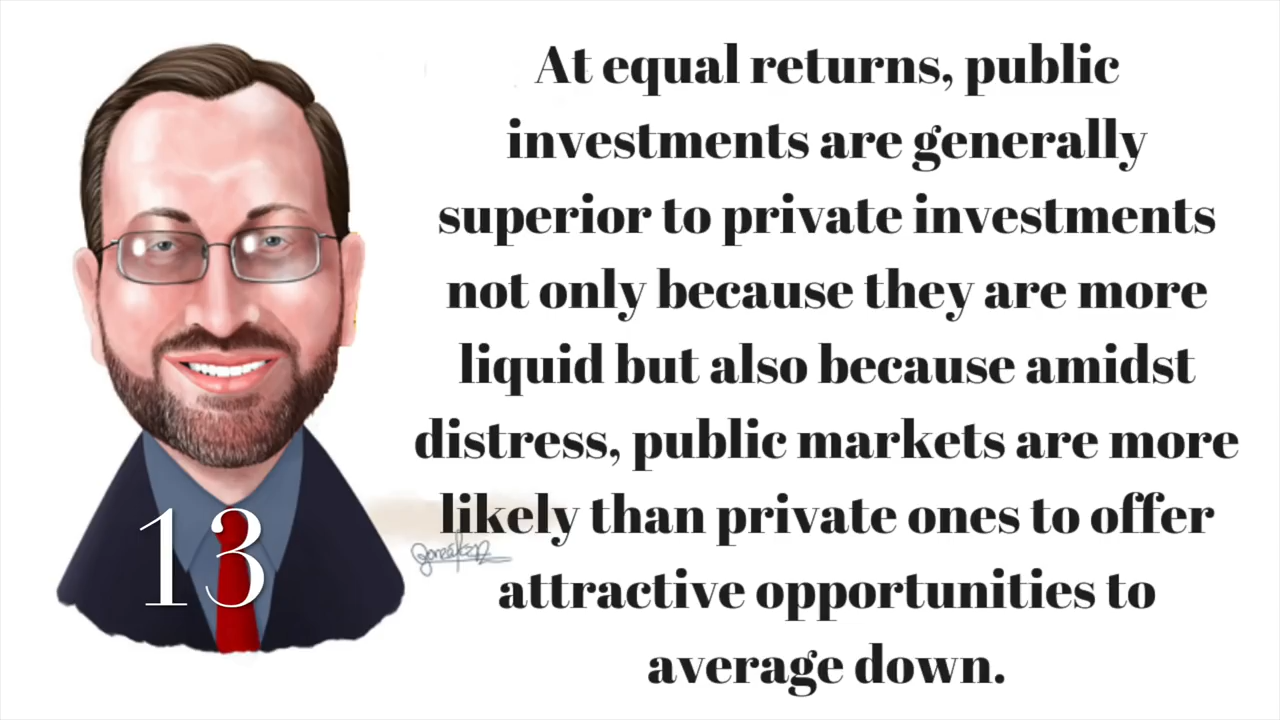 At equal returns, public
investments are generally
superior to private investments
not only because they are more
liquid but also because amidst
distress, public markets are more
likely than private ones to offer
attractive opportunities to
average down.
13